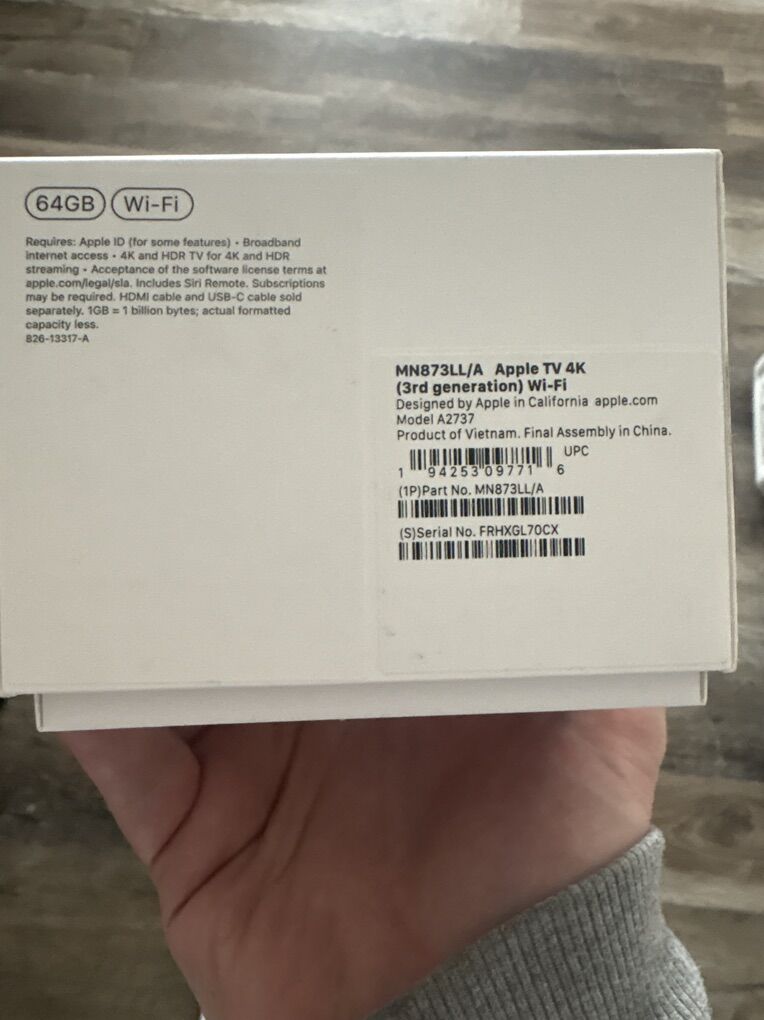 64GB Wi-Fi
Requires: Apple ID (for some features) • Broadband
Internet access • 4K and HDR TV for 4K and HDR
streaming • Acceptance of the software license terms at
apple.com/legal/sla. Includes Siri Remote. Subscriptions
may be required. HDMI cable and USB-C cable sold
separately. 1GB = 1 billion bytes; actual formatted
capacity less.
826-13317-A
MN873LL/A Apple TV 4K
(3rd generation) Wi-Fi
Designed by Apple in California apple.com
Model A2737
Product of Vietnam. Final Assembly in China.
UPC
1 94253 09771 6
(1P)Part No. MN873LL/A
(S)Serial No. FRHXGL70CX